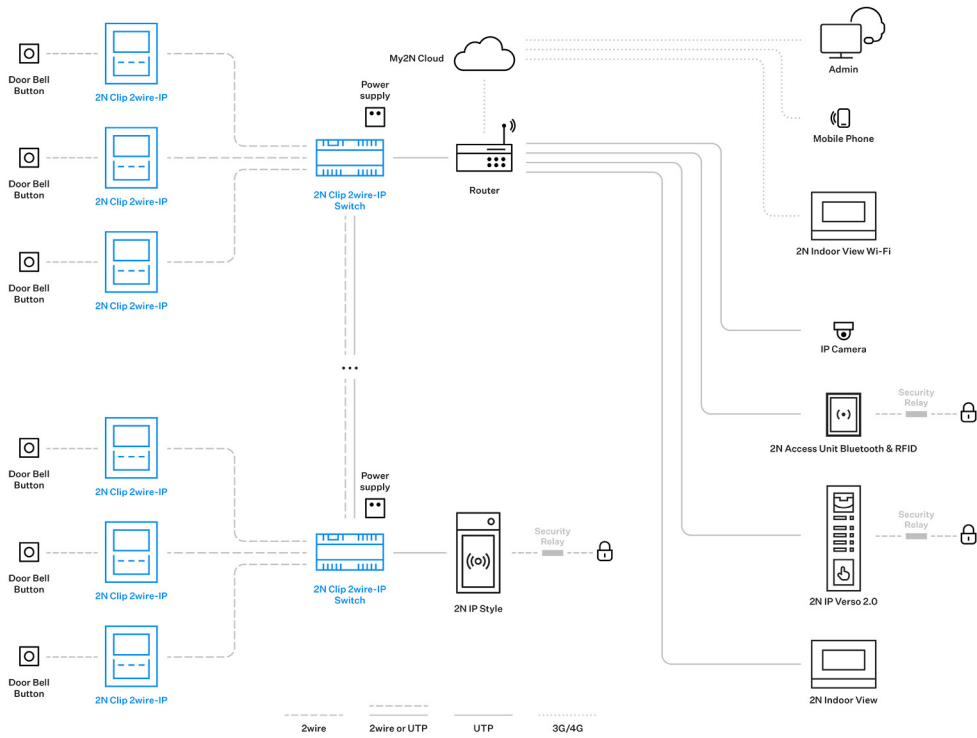 Door Bell
Button
2N Clip 2wire-IP
Door Bell
Button
2N Clip 2wire-IP
Door Bell
Button
2N Clip 2wire-IP
Power
supply
2N Clip 2wire-IP
Switch
My2N Cloud
Router
Admin
Mobile Phone
2N Indoor View Wi-Fi
IP Camera
Security
Relay
2N Access Unit Bluetooth & RFID
Security
Relay
2N IP Verso 2.0
2N Indoor View
...
Door Bell
Button
2N Clip 2wire-IP
Door Bell
Button
2N Clip 2wire-IP
Door Bell
Button
2N Clip 2wire-IP
Power
supply
2N Clip 2wire-IP
Switch
2N IP Style
Security
Relay
2wire
2wire or UTP
UTP
3G/4G